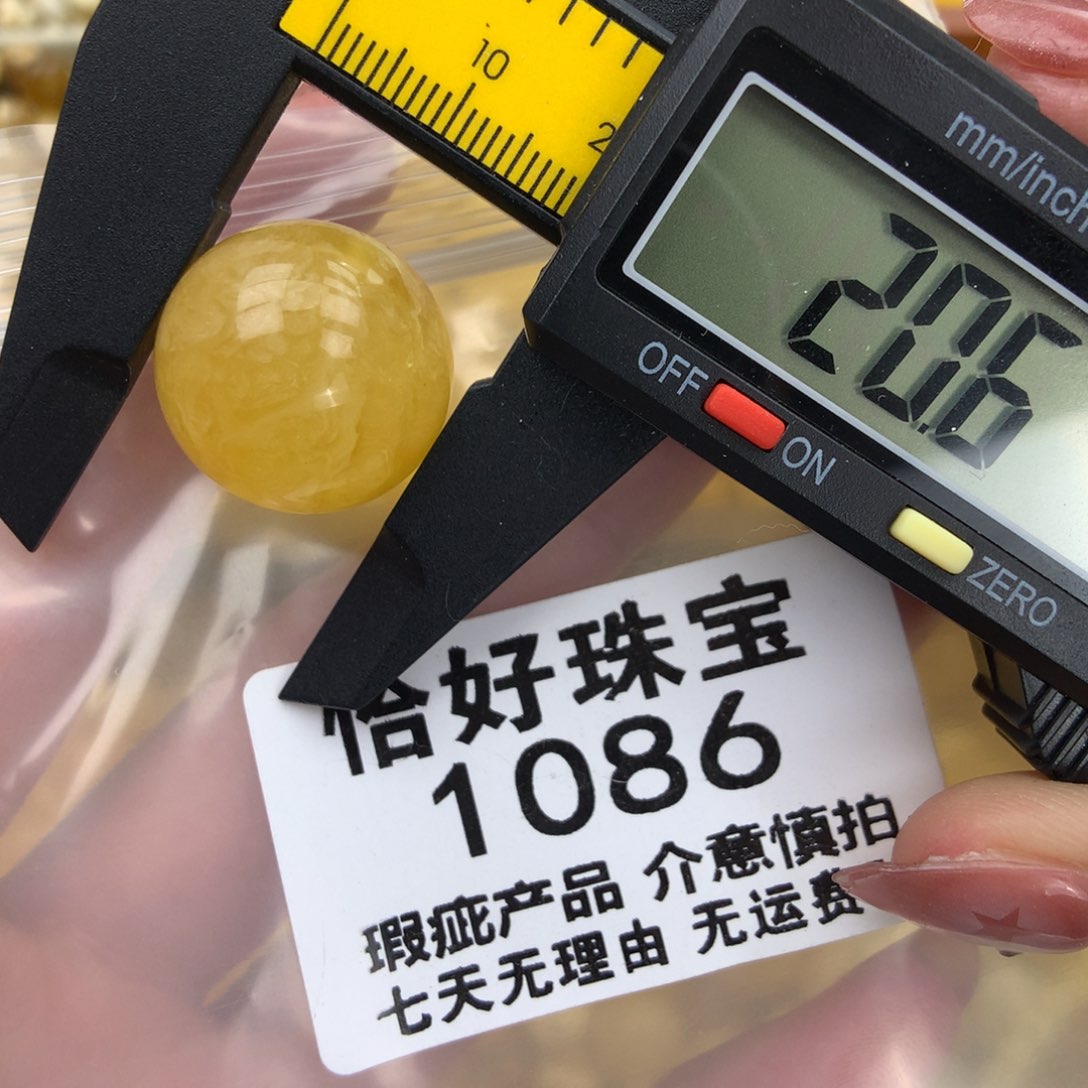 10
2
mm/inch
20.6
OFF
ON
ZERO
恰好珠宝
1086
瑕疵产品 介意慎拍
七天无理由 无运费